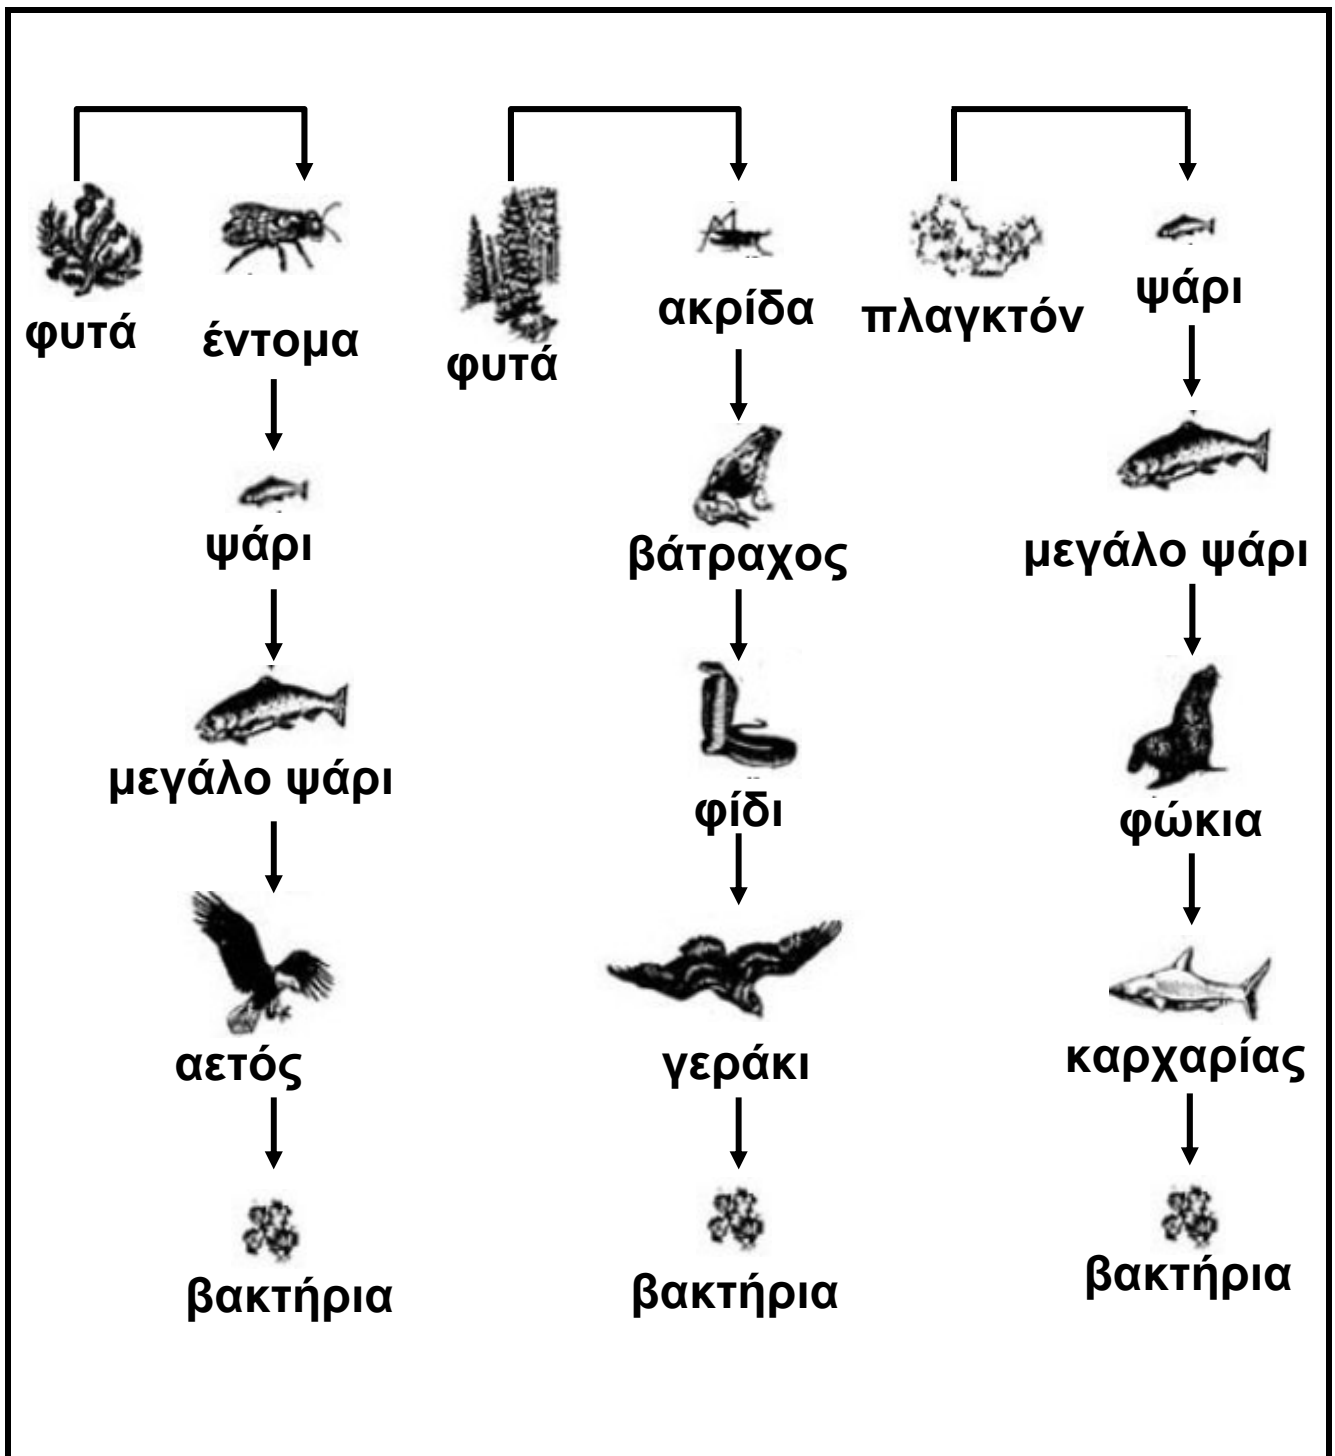 φυτά
έντομα
ψάρι
μεγάλο ψάρι
αετός
βακτήρια
φυτά
ακρίδα
βάτραχος
φίδι
γεράκι
βακτήρια
πλαγκτόν
ψάρι
μεγάλο ψάρι
φώκια
καρχαρίας
βακτήρια